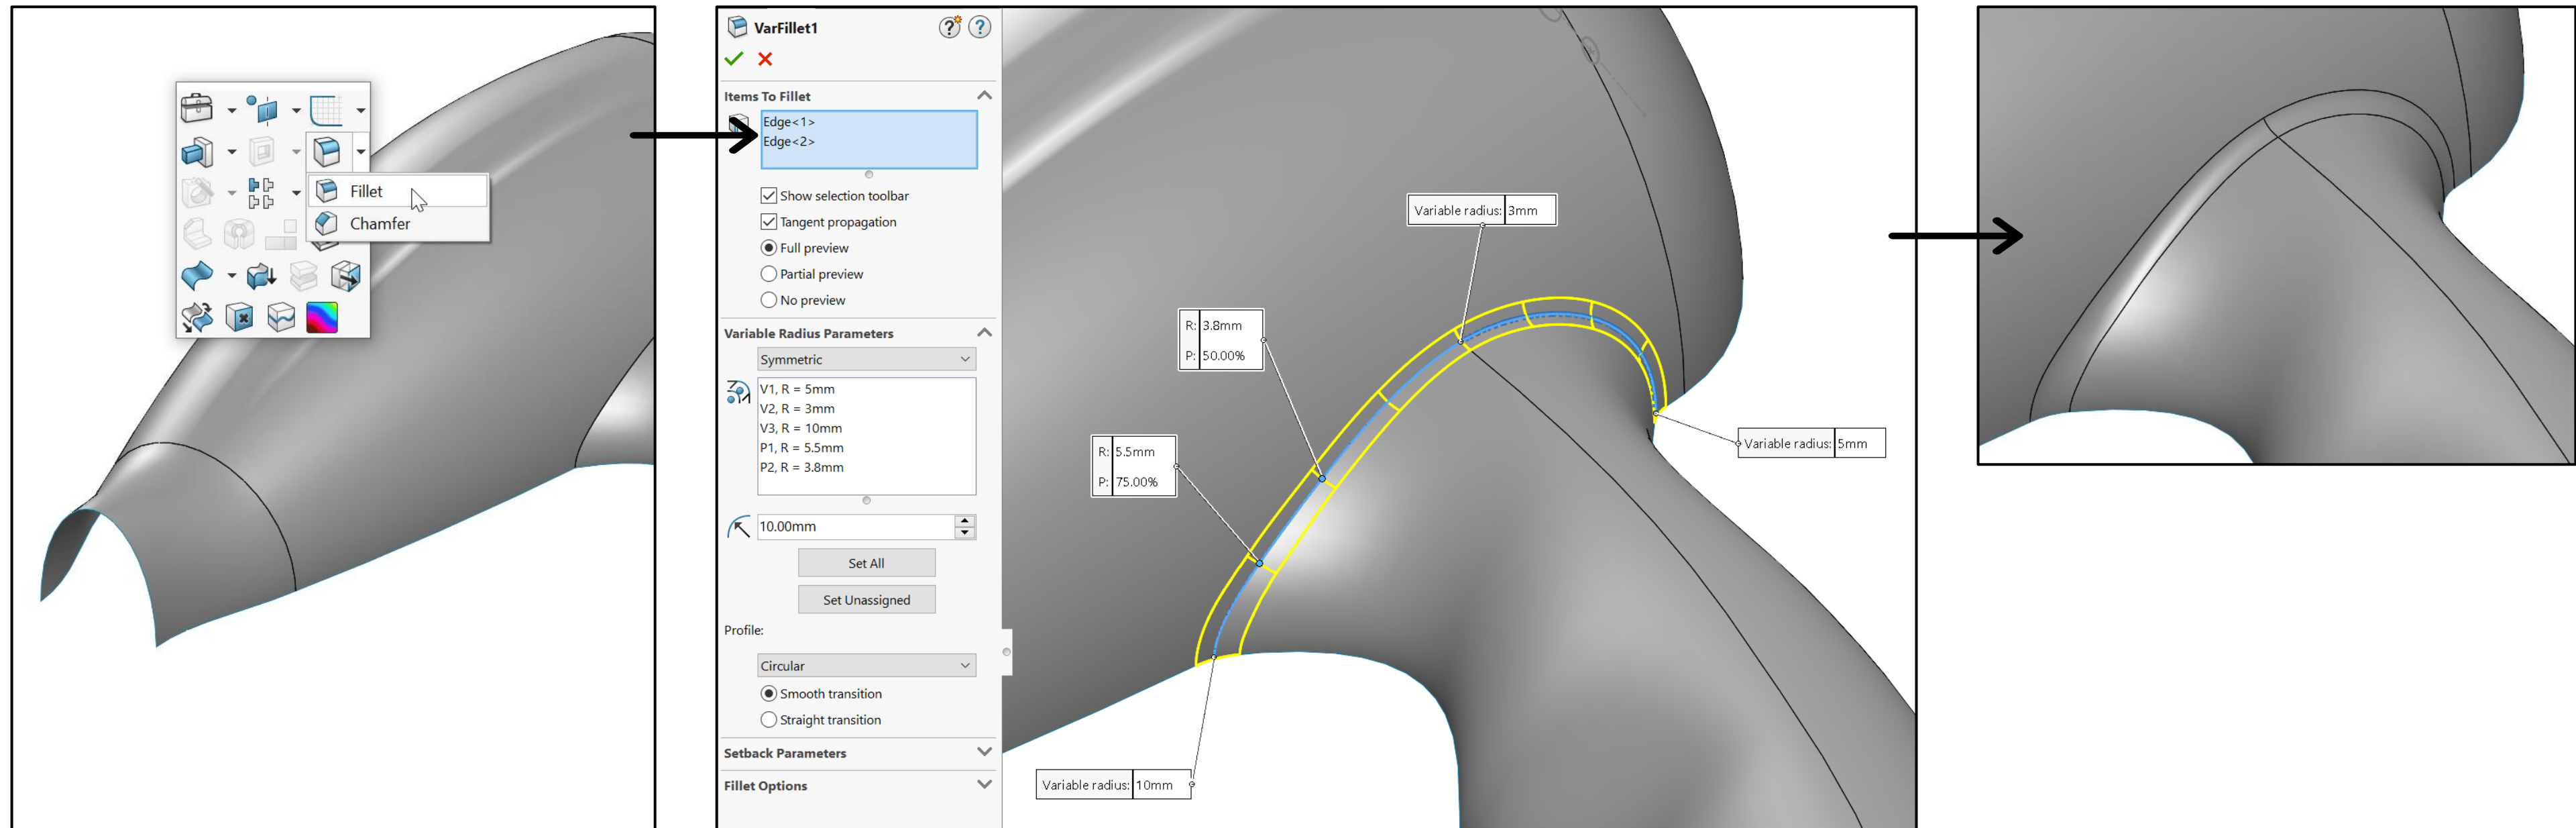 Fillet
Chamfer
VarFillet1
Items To Fillet
Edge<1>
Edge<2>
Show selection toolbar
Tangent propagation
Full preview
Partial preview
No preview
Variable Radius Parameters
Symmetric
V1, R = 5mm
V2, R = 3mm
V3, R = 10mm
P1, R = 5.5mm
P2, R = 3.8mm
10.00mm
Set All
Set Unassigned
Profile:
Circular
Smooth transition
Straight transition
Setback Parameters
Fillet Options
Variable radius: 3mm
R: 3.8mm
P: 50.00%
R: 5.5mm
P: 75.00%
Variable radius: 5mm
Variable radius: 10mm